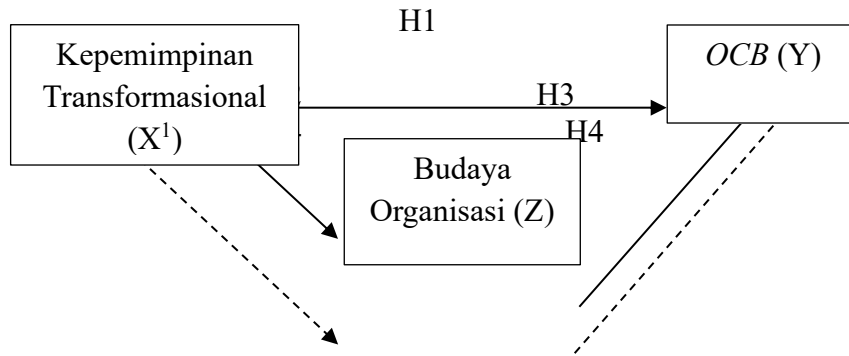 H1
Kepemimpinan
Transformasional
(X¹)
OCB (Y)
H3
H4
Budaya
Organisasi (Z)